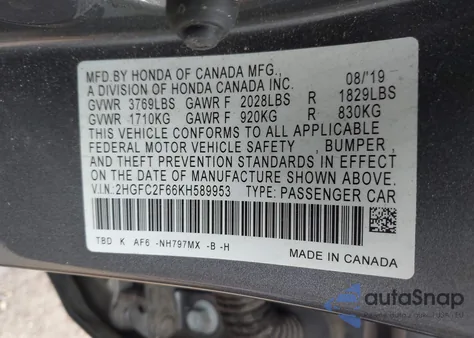 MFD.BY HONDA OF CANADA MFG.,
A DIVISION OF HONDA CANADA INC. 08/'19
GVWR 3769LBS GAWR F 2028LBS R 1829LBS
GVWR 1710KG GAWR F 920KG R 830KG
THIS VEHICLE CONFORMS TO ALL APPLICABLE
FEDERAL MOTOR VEHICLE SAFETY , BUMPER ,
AND THEFT PREVENTION STANDARDS IN EFFECT
ON THE DATE OF MANUFACTURE SHOWN ABOVE.
V.I.N.:2HGFC2F66KH589953 TYPE: PASSENGER CAR
TBD K AF6 -NH797MX -B -H
MADE IN CANADA
autoSnap